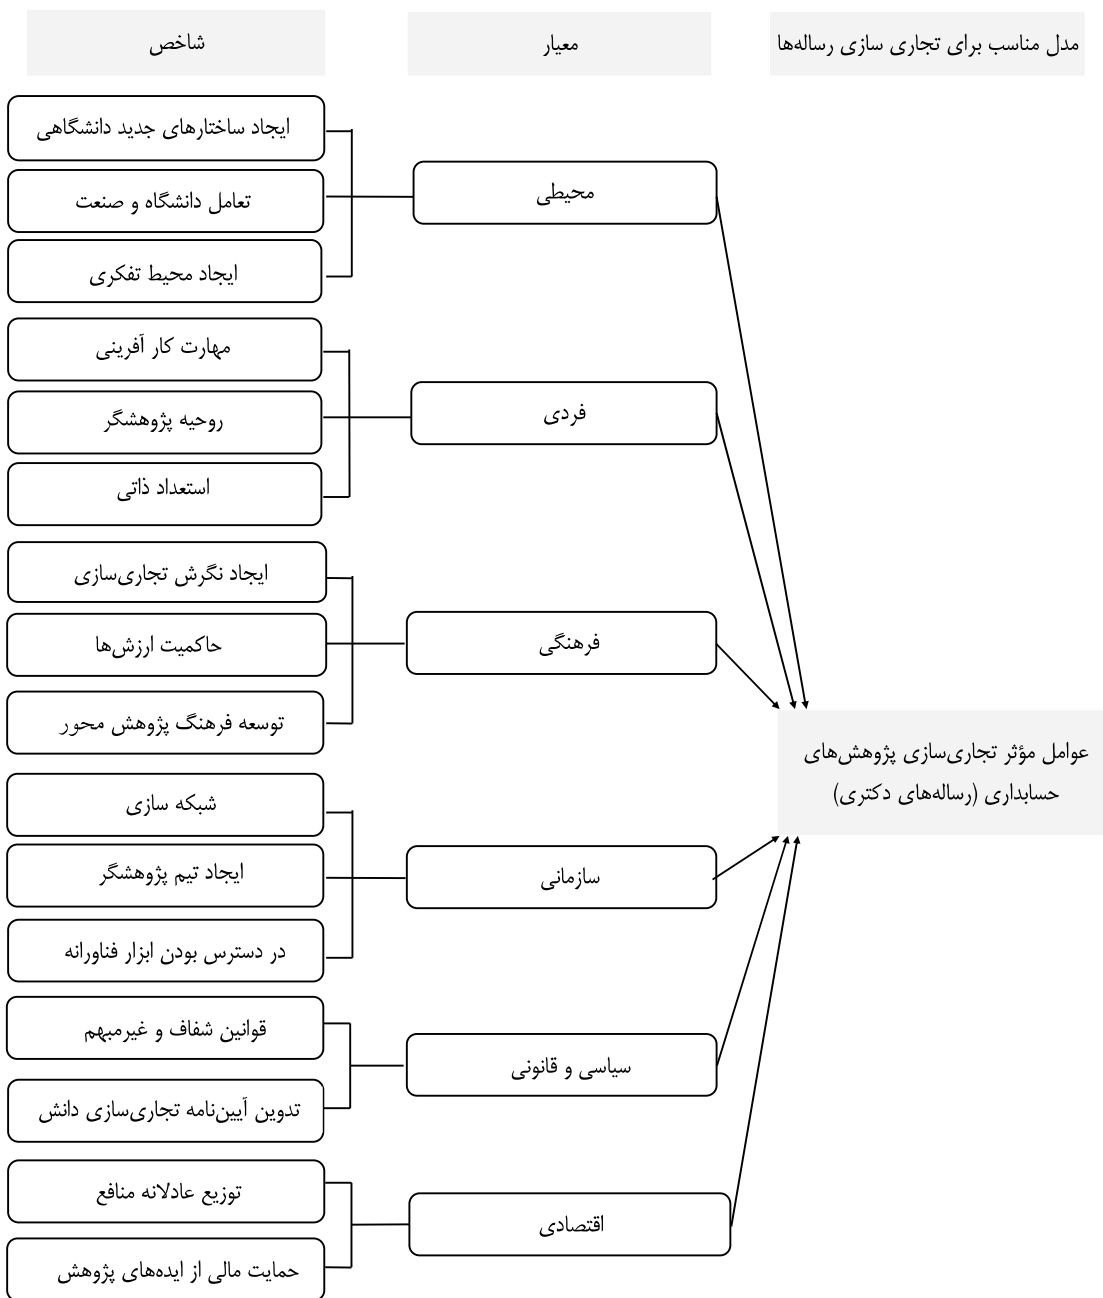 مدل مناسب برای تجاری سازی رساله‌ها
معیار
شاخص
ایجاد ساختارهای جدید دانشگاهی
محیطی
تعامل دانشگاه و صنعت
ایجاد محیط تفکری
مهارت کار آفرینی
فردی
روحیه پژوهشگر
استعداد ذاتی
ایجاد نگرش تجاری‌سازی
فرهنگی
حاکمیت ارزش‌ها
توسعه فرهنگ پژوهش محور
عوامل مؤثر تجاری‌سازی پژوهش‌های
حسابداری (رساله‌های دکتری)
شبکه سازی
سازمانی
ایجاد تیم پژوهشگر
در دسترس بودن ابزار فناورانه
قوانین شفاف و غیرمبهم
سیاسی و قانونی
تدوین آیین‌نامه تجاری‌سازی دانش
توزیع عادلانه منافع
اقتصادی
حمایت مالی از ایده‌های پژوهش